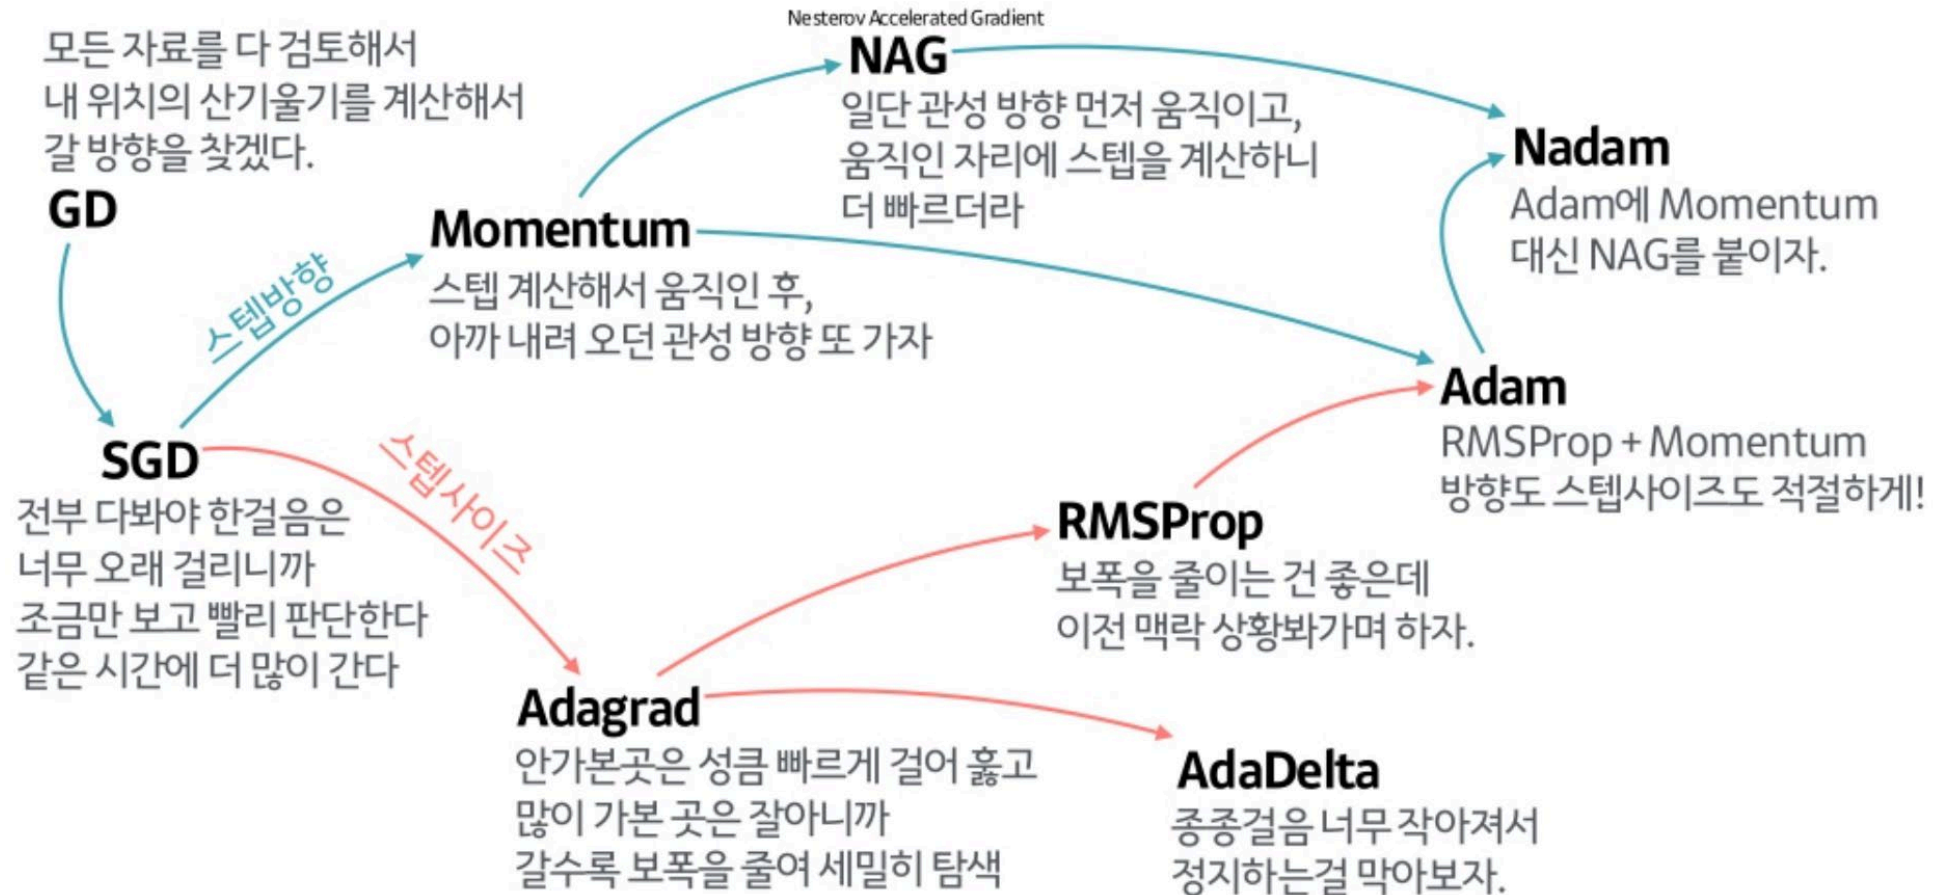 모든 자료를 다 검토해서
내 위치의 산기울기를 계산해서
갈 방향을 찾겠다.
GD
스텝방향
SGD
전부 다봐야 한걸음은
너무 오래 걸리니까
조금만 보고 빨리 판단한다
같은 시간에 더 많이 간다
Momentum
스텝 계산해서 움직인 후,
아까 내려 오던 관성 방향 또 가자
Nesterov Accelerated Gradient
NAG
일단 관성 방향 먼저 움직이고,
움직인 자리에 스텝을 계산하니
더 빠르더라
Nadam
Adam에 Momentum
대신 NAG를 붙이자.
Adam
RMSProp + Momentum
방향도 스텝사이즈도 적절하게!
스텝사이즈
Adagrad
안가본곳은 성큼 빠르게 걸어 훓고
많이 가본 곳은 잘아니까
갈수록 보폭을 줄여 세밀히 탐색
RMSProp
보폭을 줄이는 건 좋은데
이전 맥락 상황봐가며 하자.
AdaDelta
종종걸음 너무 작아져서
정지하는걸 막아보자.